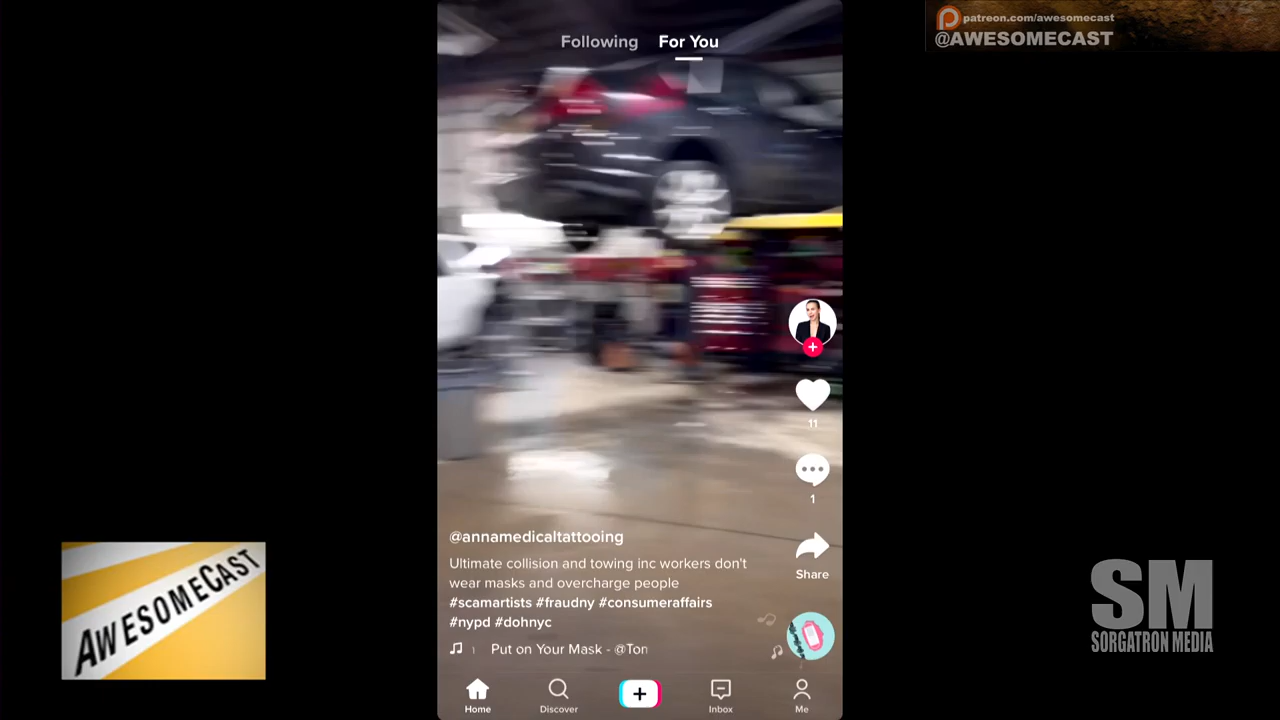 patreon.com/awesomecast
@AWESOMECAST
Following For You
11
1
Share
@annamedicaltattooing
Ultimate collision and towing inc workers don't
wear masks and overcharge people
#scamartists #fraudny #consumeraffairs
#nypd #dohnyc
Put on Your Mask - @Ton
Home
Discover
Inbox
Me
AWESOMECAST
SM
SORGATRON MEDIA